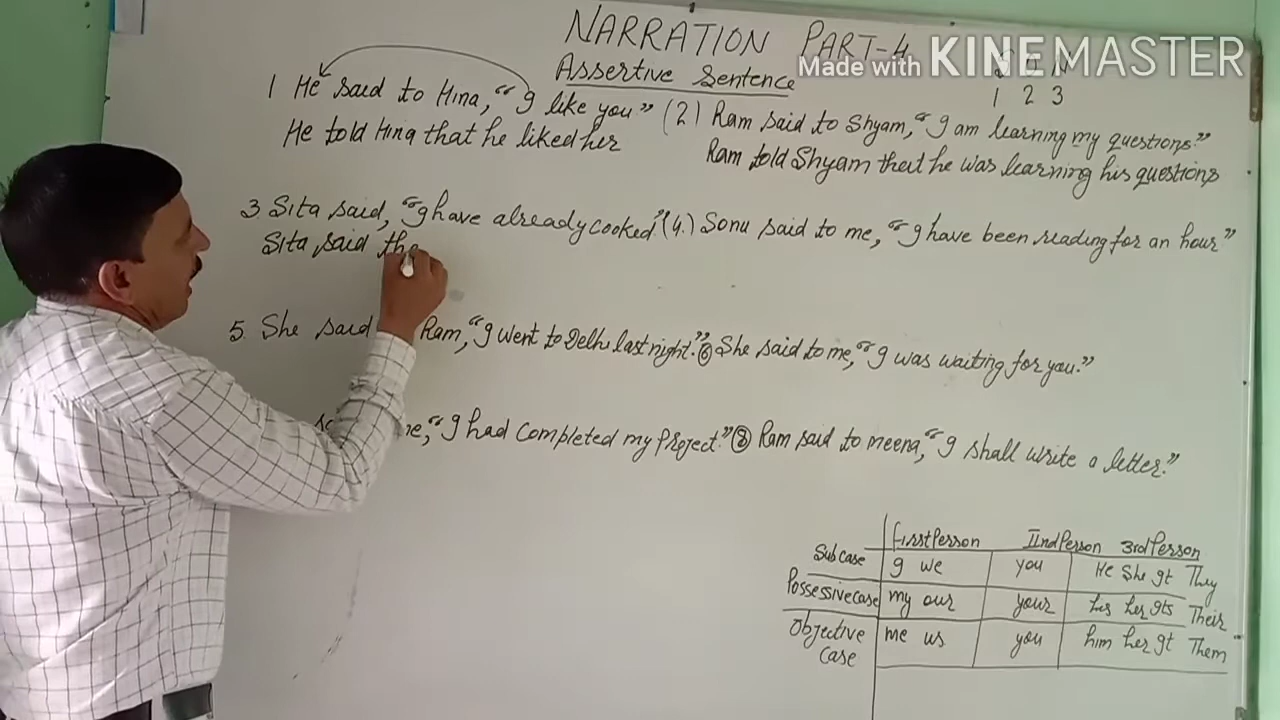 NARRATION PART-4
Made with KINEMASTER
Assertive Sentence
1 2 3
1 He said to Hina, "I like you." (2) Ram said to Shyam, "I am learning my questions."
He told Hina that he liked her Ram told Shyam that he was learning his questions
3 Sita said, "I have already cooked" (4.) Sonu said to me, "I have been reading for an hour"
Sita said the
5. She said Ram, "I went to Delhi last night." ⑥ She said to me, "I was waiting for you."
me, "I had completed my Project." ⑧ Ram said to meena, "I shall write a letter."
First Person IInd Person 3rd Person
Sub case I we you He She It They
Possessive case my our your his her Its Their
Objective case me us you him her It Them